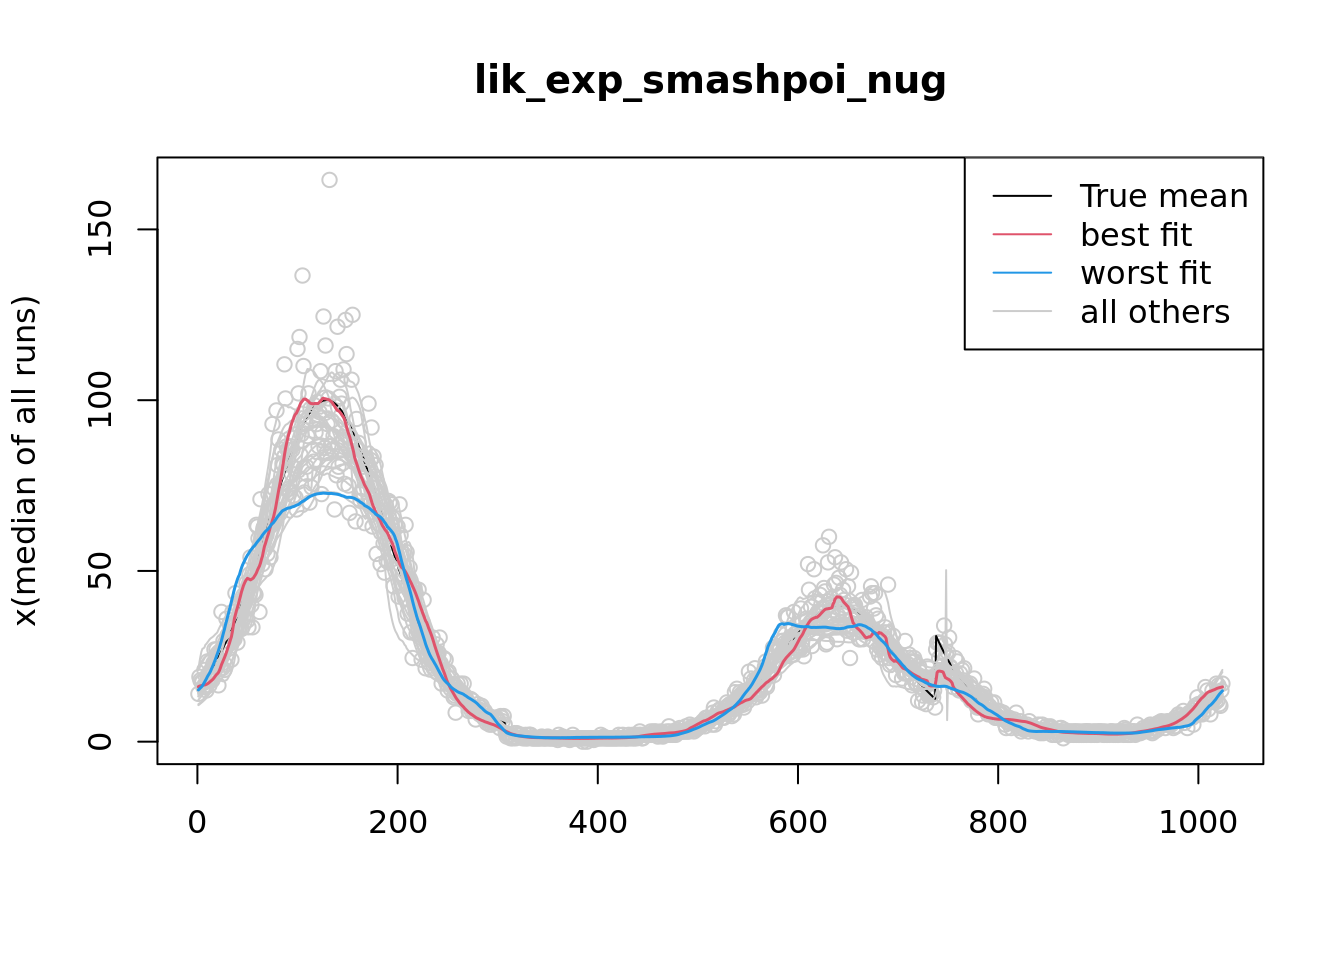 lik_exp_smashpoi_nug
True mean
best fit
worst fit
all others
x(median of all runs)
150
100
50
0
0 200 400 600 800 1000